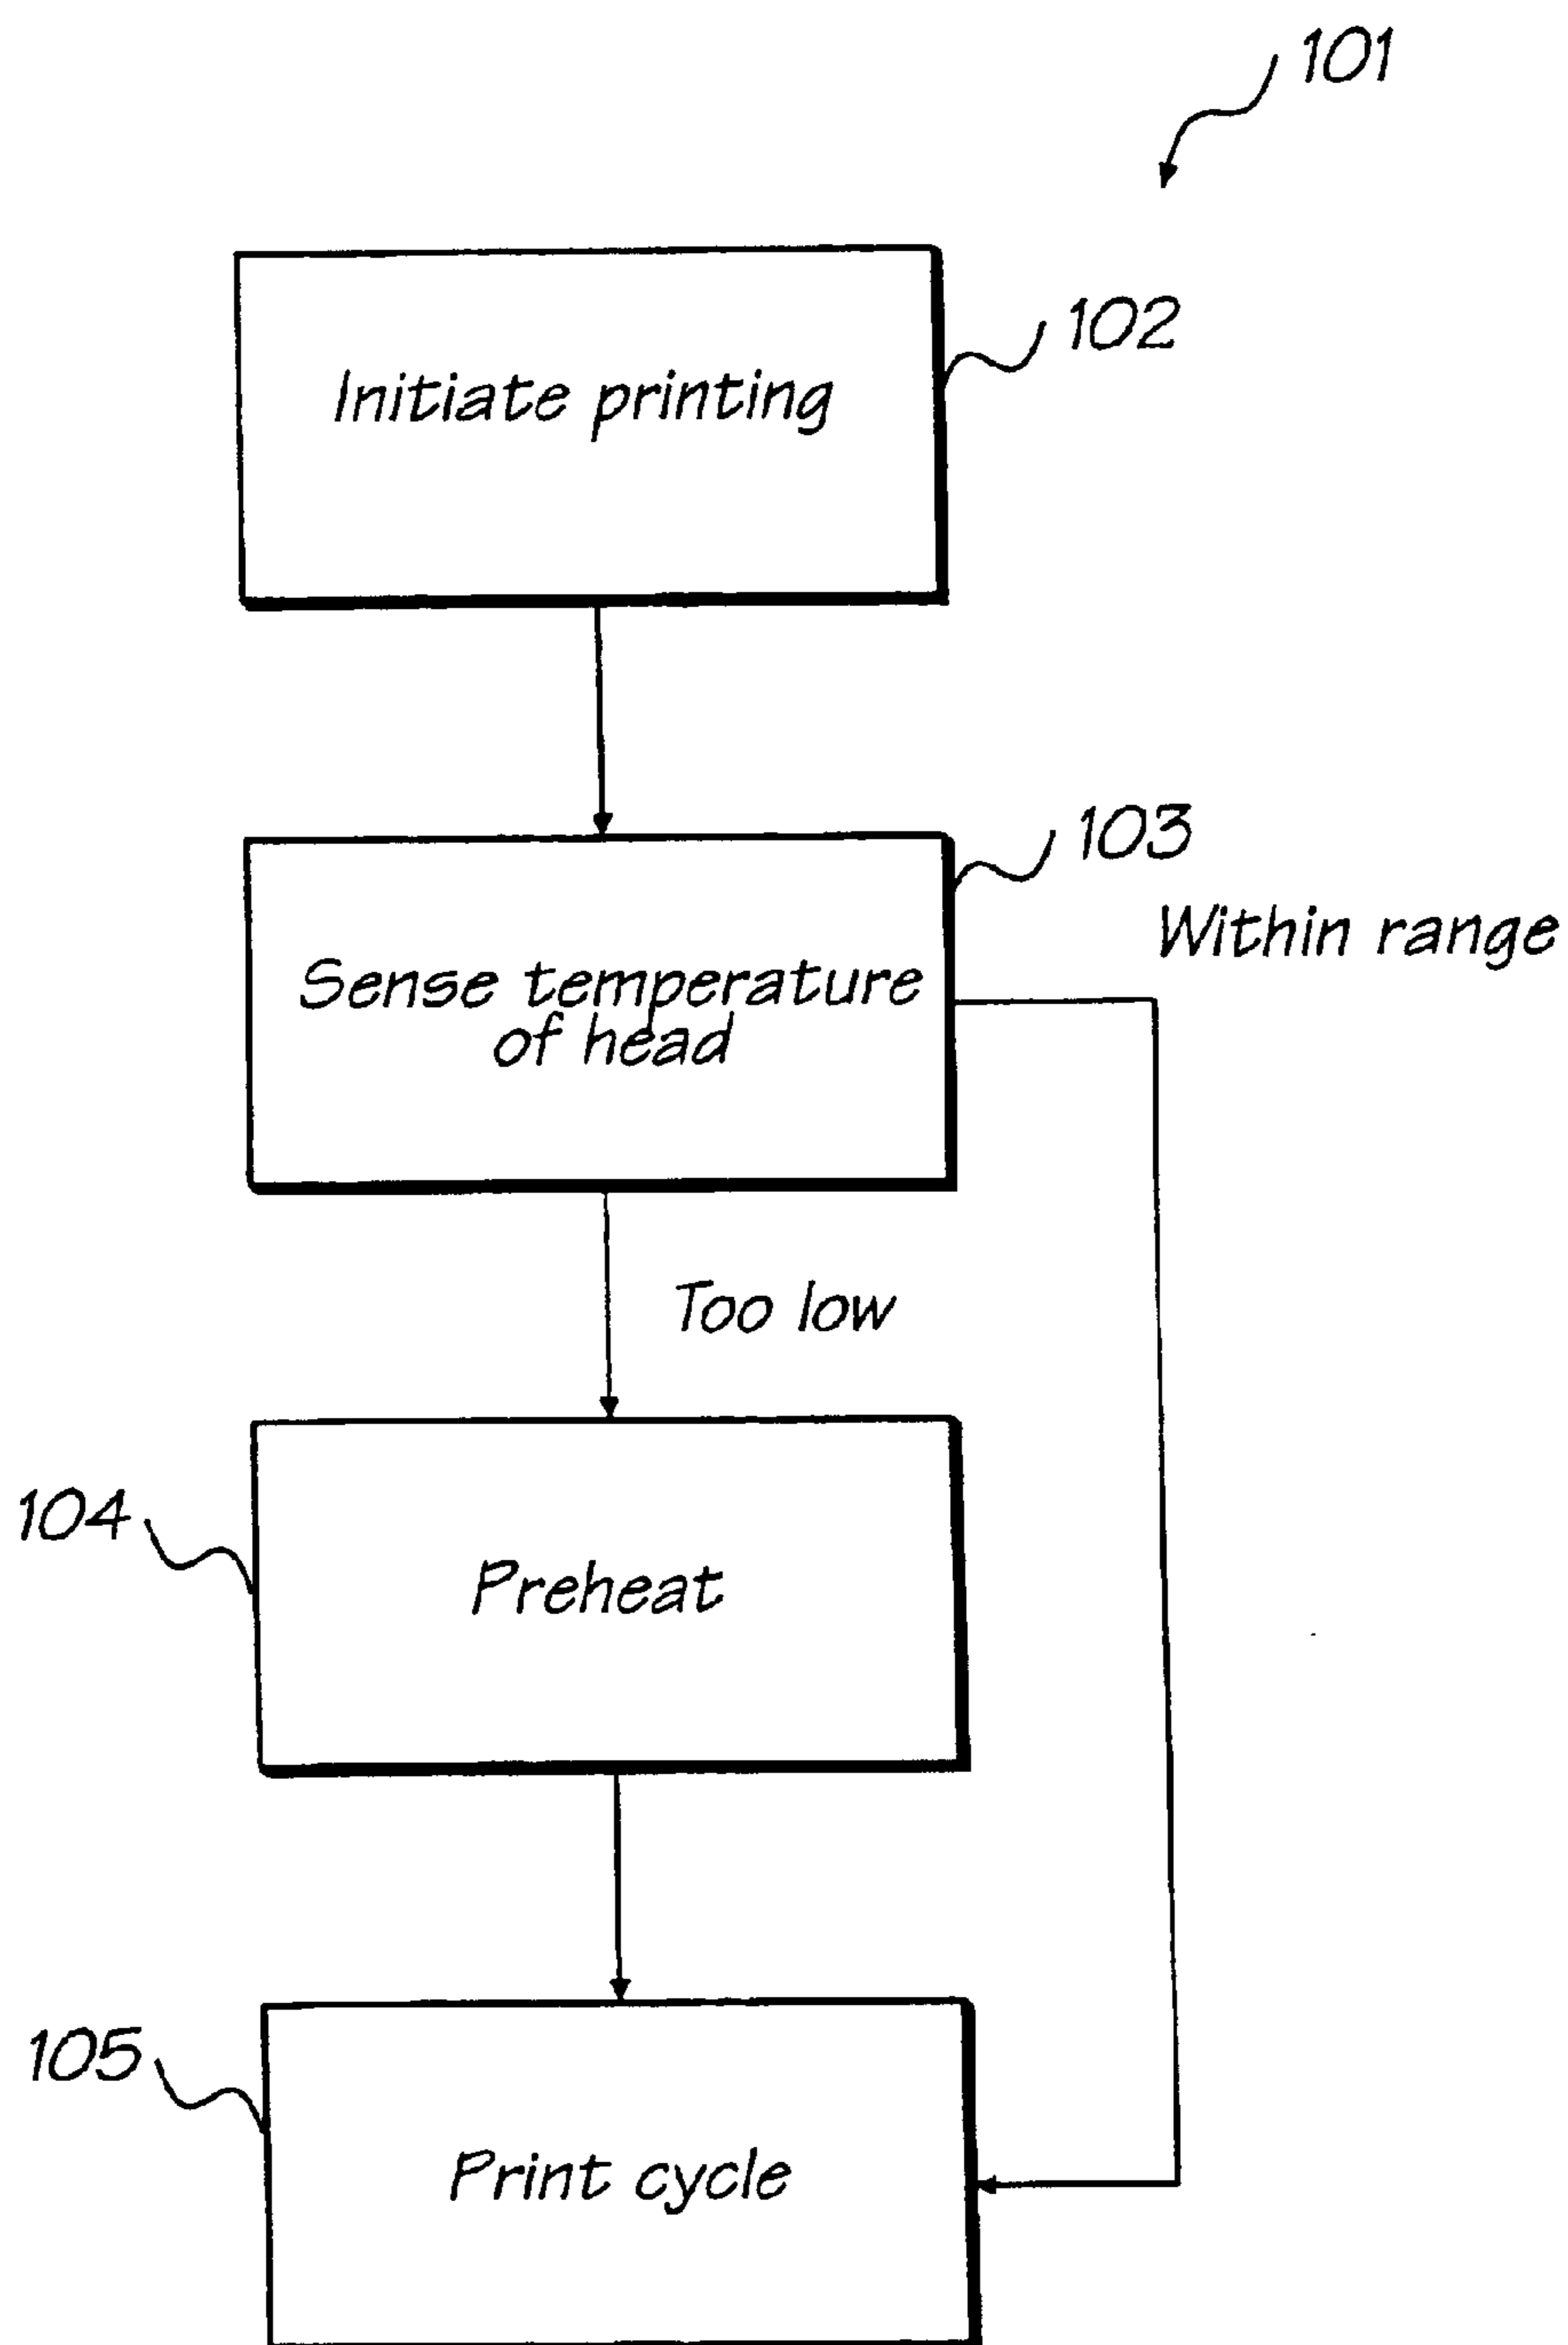 101
Initiate printing
102
103
Within range
Sense temperature
of head
Too low
104
Preheat
105
Print cycle